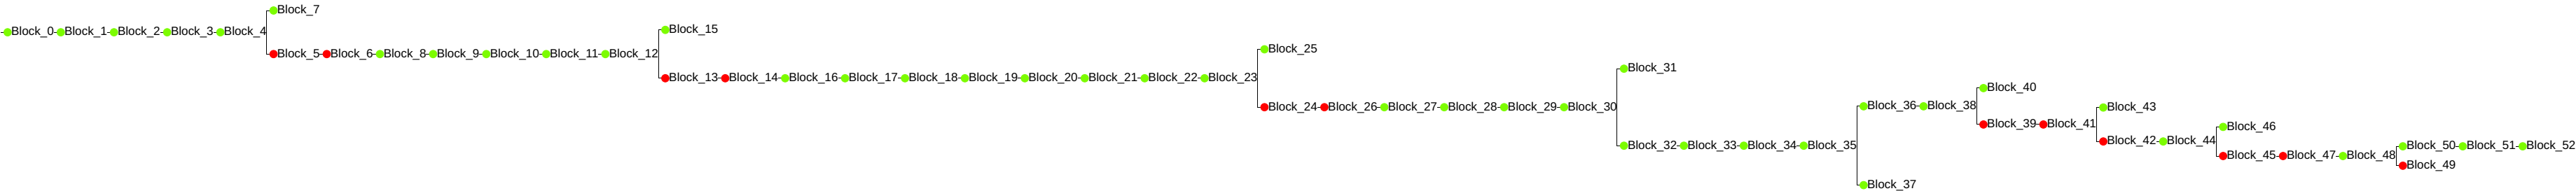 Block_7
Block_0 Block_1 Block_2 Block_3 Block_4
Block_5 Block_6 Block_8 Block_9 Block_10 Block_11 Block_12
Block_15
Block_13 Block_14 Block_16 Block_17 Block_18 Block_19 Block_20 Block_21 Block_22 Block_23
Block_25
Block_24 Block_26 Block_27 Block_28 Block_29 Block_30
Block_31
Block_32 Block_33 Block_34 Block_35
Block_36 Block_38
Block_40
Block_39 Block_41
Block_43
Block_42 Block_44
Block_46
Block_45 Block_47 Block_48
Block_50 Block_51 Block_52
Block_49
Block_37